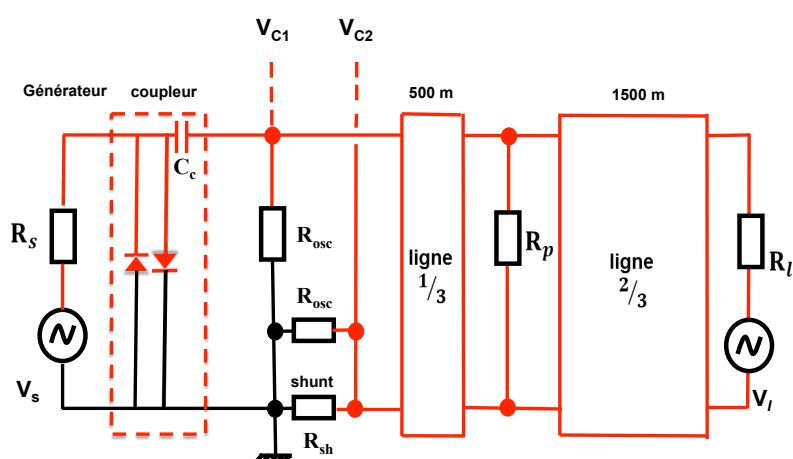 V_C1
V_C2
Générateur
coupleur
500 m
1500 m
C_c
R_s
R_osc
ligne
1/3
R_p
ligne
2/3
R_l
R_osc
shunt
V_s
R_sh
V_l